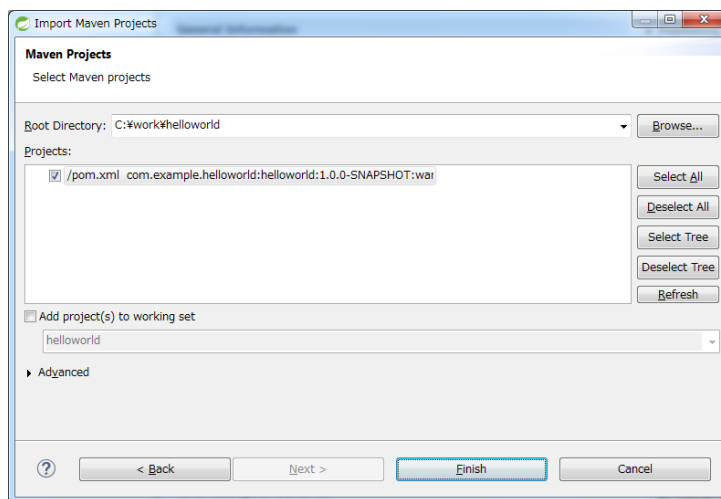 Import Maven Projects
General Information
Maven Projects
Select Maven projects
Root Directory: C:¥work¥helloworld
Browse...
Projects:
/pom.xml com.example.helloworld:helloworld:1.0.0-SNAPSHOT:war
Select All
Deselect All
Select Tree
Deselect Tree
Refresh
Add project(s) to working set
helloworld
Advanced
? < Back Next > Finish Cancel